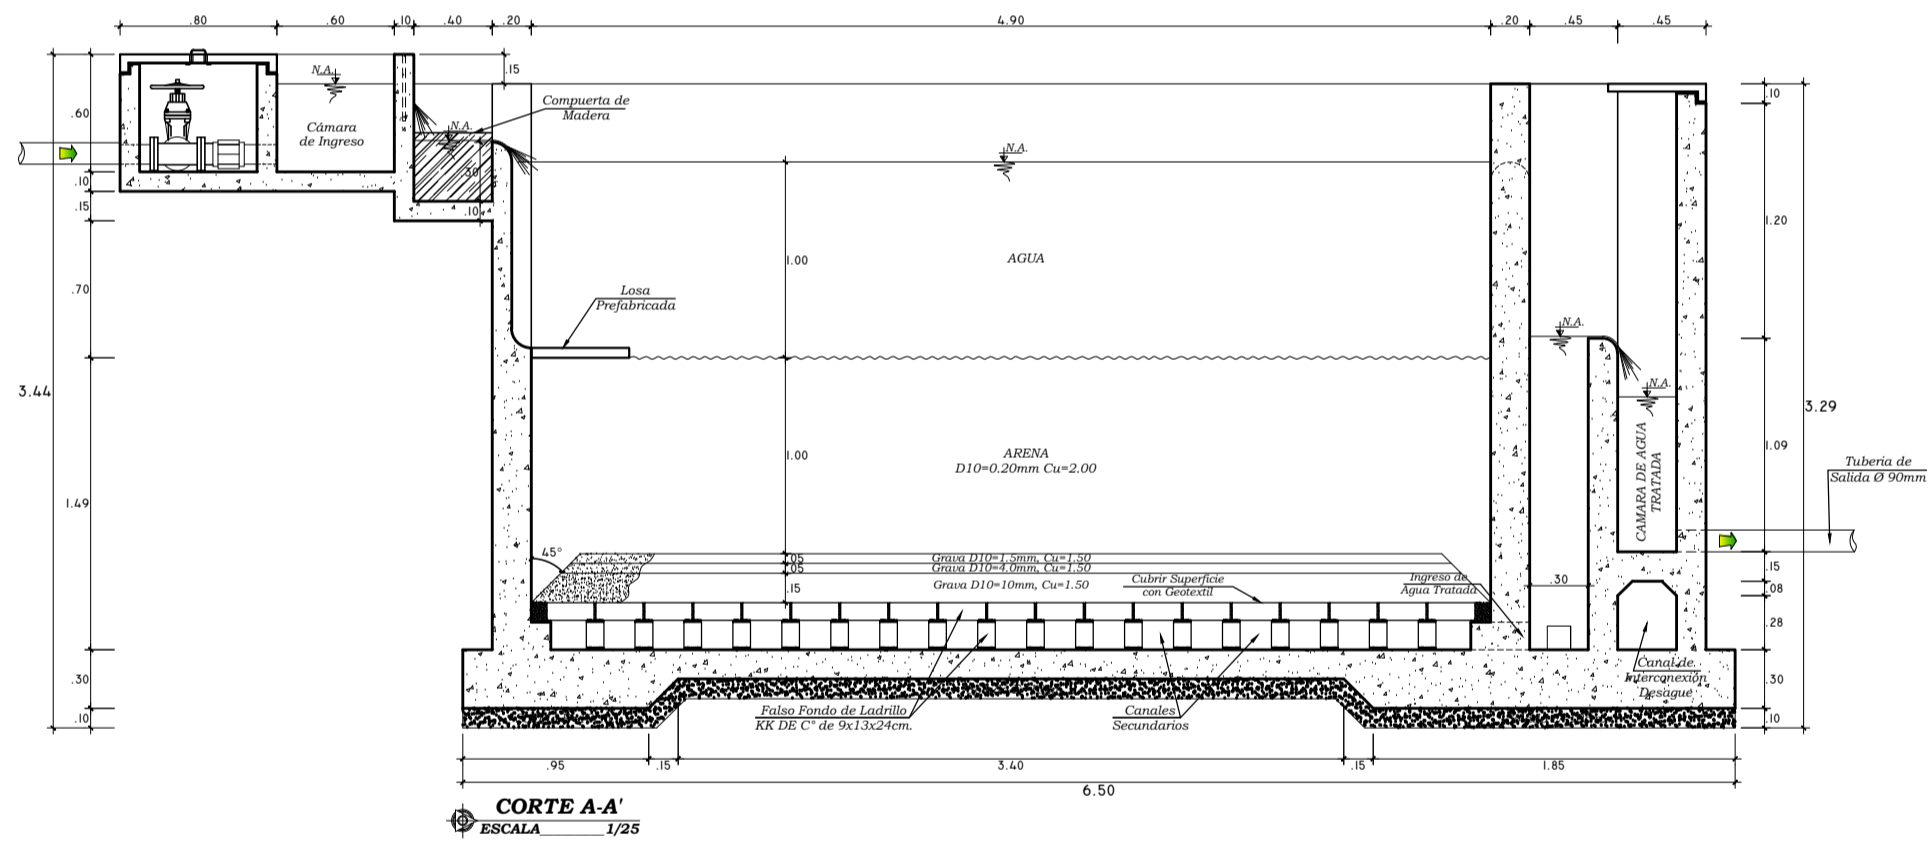 .80
.60
.10
.40
.20
4.90
.20
.45
.45
.15
N.A.
Compuerta de
Madera
.60
Cámara
de Ingreso
N.A.
N.A.
.10
.10
.15
.30
.10
1.20
1.00
AGUA
.70
Losa
Prefabricada
N.A.
3.44
N.A.
3.29
1.09
1.00
ARENA
D10=0.20mm Cu=2.00
CAMARA DE AGUA
TRATADA
Tuberia de
Salida Ø 90mm
1.49
45°
.05
Grava D10=1.5mm, Cu=1.50
.05
Grava D10=4.0mm, Cu=1.50
.15
Grava D10=10mm, Cu=1.50
Cubrir Superficie
con Geotextil
Ingreso de
Agua Tratada
.30
.15
.08
.28
.30
Canal de
Interconexión
Desagüe
.30
.10
Falso Fondo de Ladrillo
KK DE C° de 9x13x24cm.
Canales
Secundarios
.10
.95
.15
3.40
.15
1.85
6.50
CORTE A-A'
ESCALA________1/25